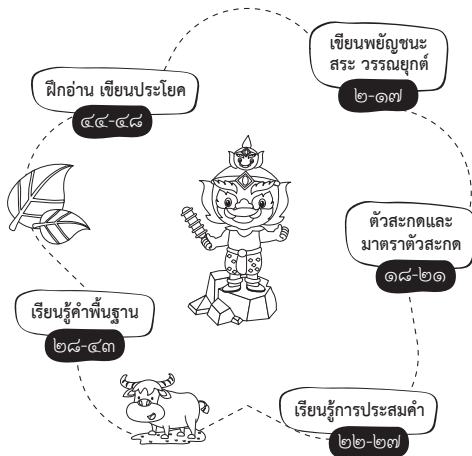 เขียนพยัญชนะ
สระ วรรณยุกต์
๒-๑๗
ตัวสะกดและ
มาตราตัวสะกด
๑๘-๒๑
เรียนรู้การประสมคำ
๒๒-๒๗
เรียนรู้คำพื้นฐาน
๒๘-๔๓
ฝึกอ่าน เขียนประโยค
๔๔-๔๘